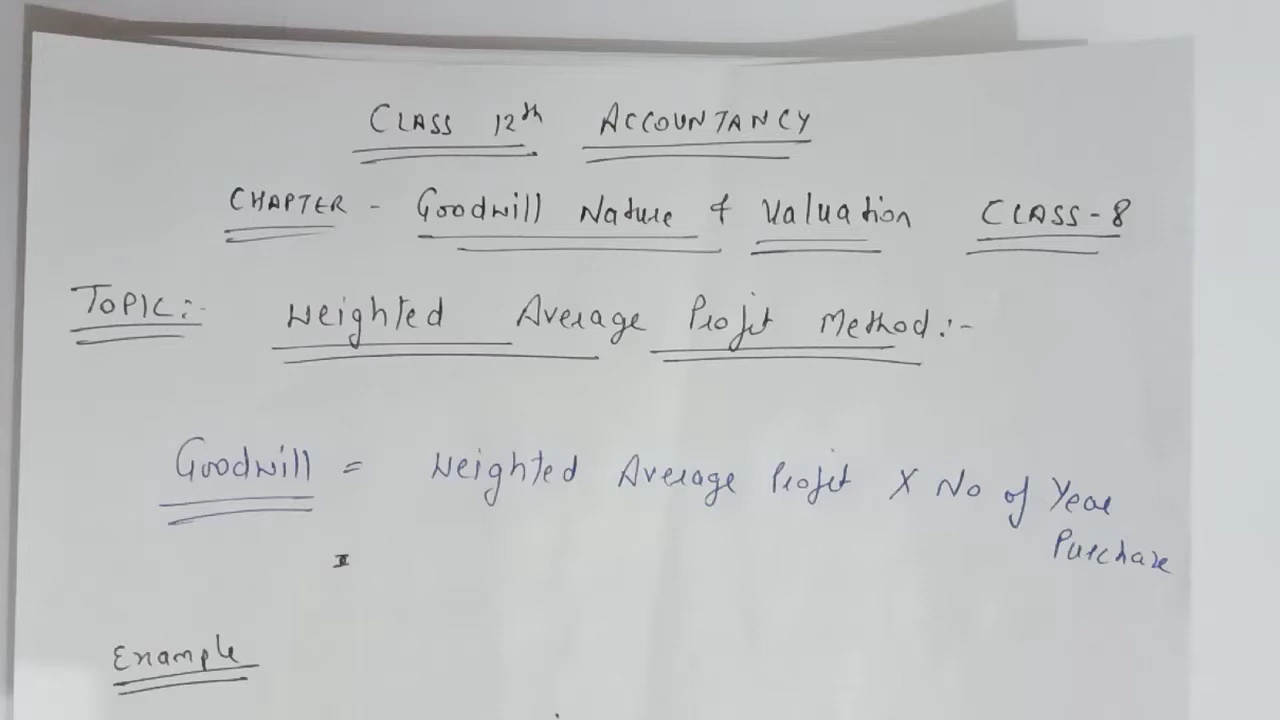 CLASS 12th ACCOUNTANCY
CHAPTER - Goodwill Nature & Valuation CLASS-8
TOPIC:- Weighted Average Profit Method:-
Goodwill = Weighted Average Profit X No of Year
Purchase
Example